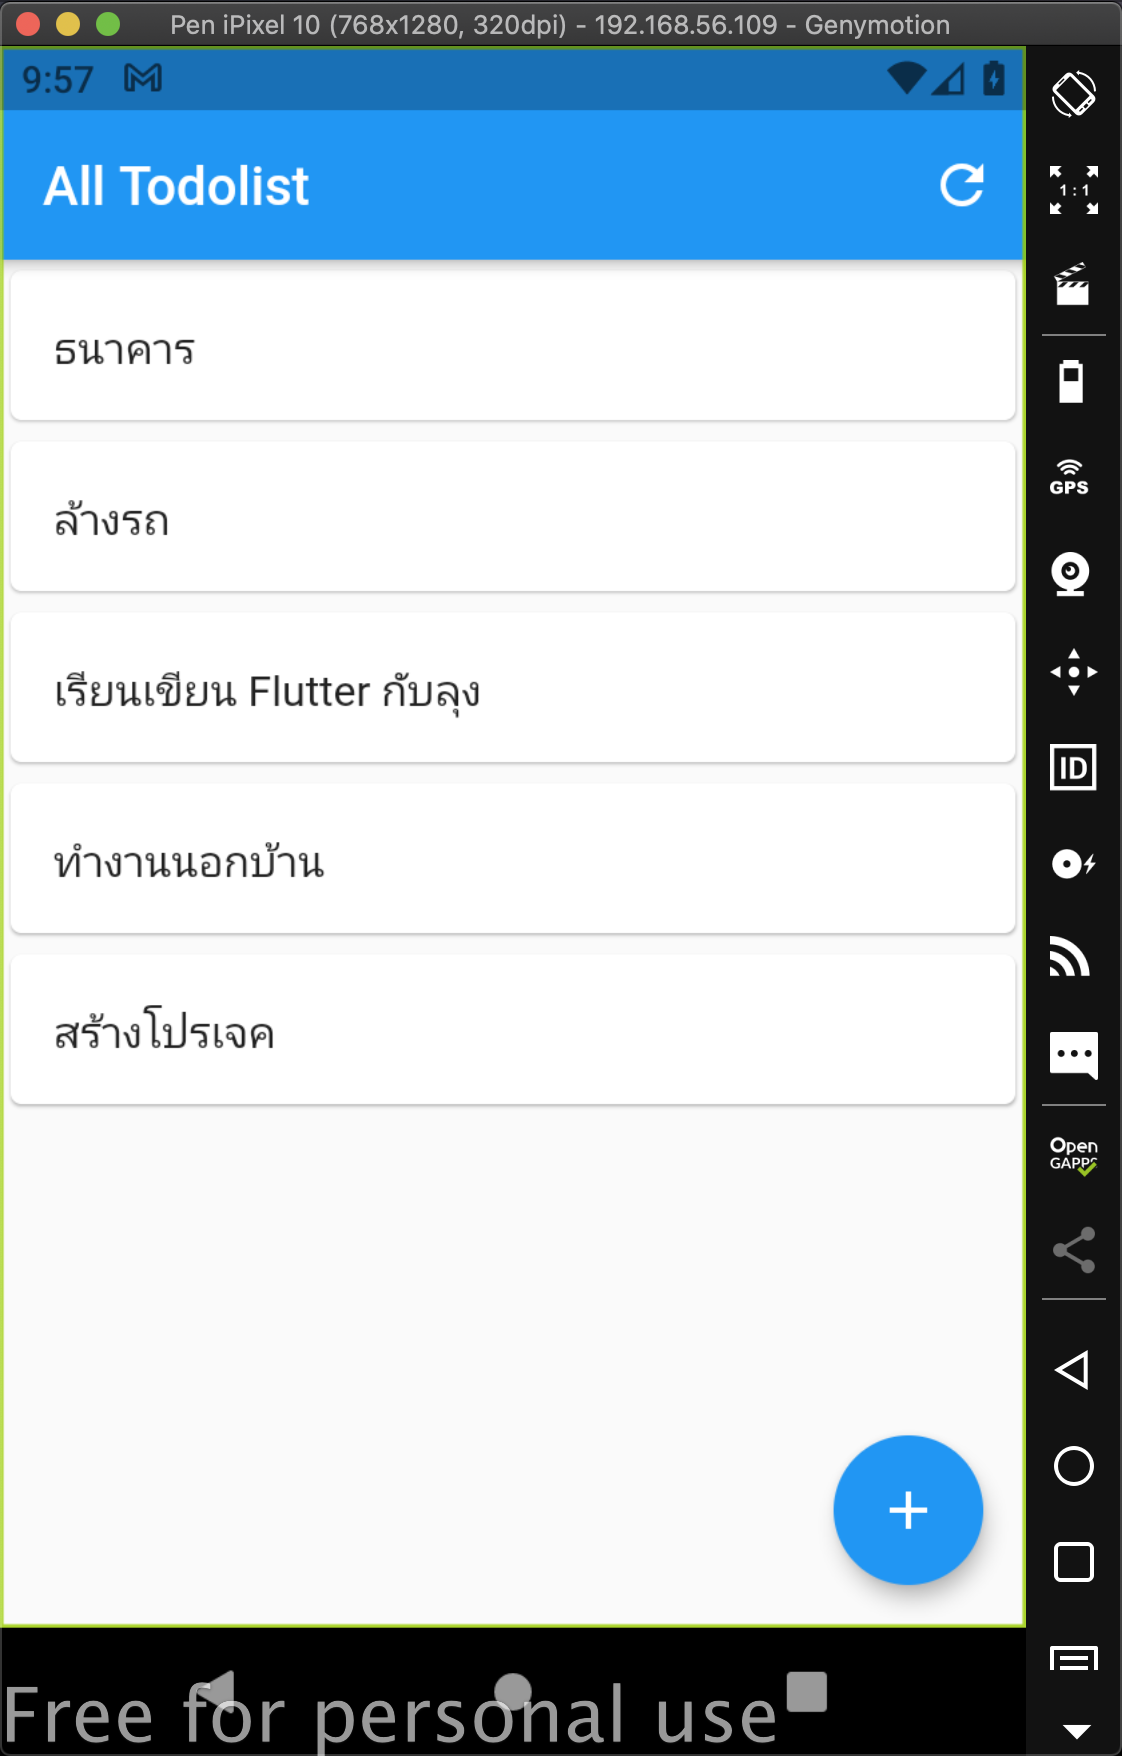 Pen iPixel 10 (768x1280, 320dpi) - 192.168.56.109 - Genymotion
9:57
All Todolist
1 : 1
ธนาคาร
ล้างรถ
GPS
เรียนเขียน Flutter กับลุง
ID
ทำงานนอกบ้าน
สร้างโปรเจค
Open
GAPPS
Free for personal use